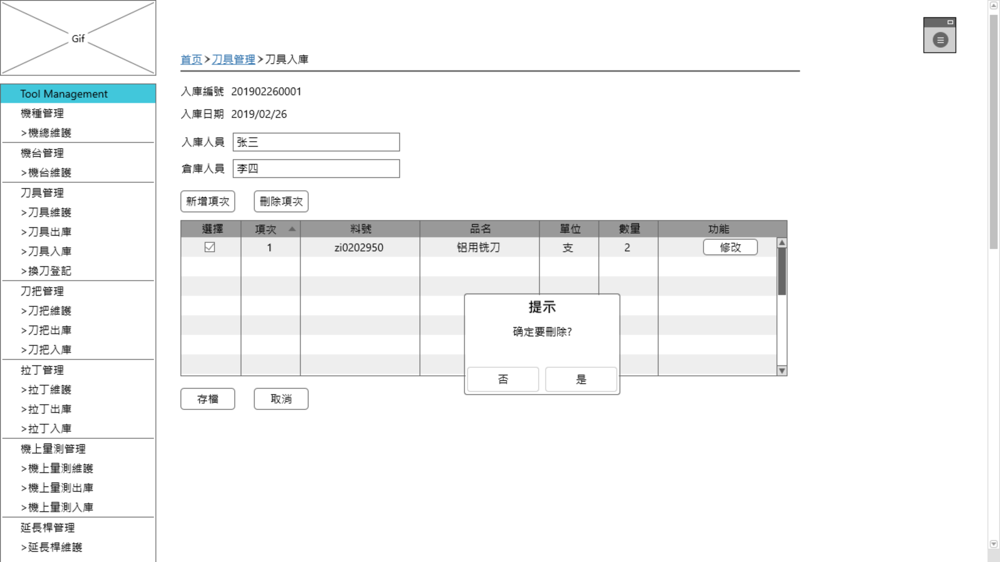 Gif
首页>刀具管理>刀具入庫
Tool Management
機種管理
>機總維護
機台管理
>機台維護
刀具管理
>刀具維護
>刀具出庫
>刀具入庫
>換刀登記
刀把管理
>刀把維護
>刀把出庫
>刀把入庫
拉丁管理
>拉丁維護
>拉丁出庫
>拉丁入庫
機上量測管理
>機上量測維護
>機上量測出庫
>機上量測入庫
延長桿管理
>延長桿維護
入庫編號 201902260001
入庫日期 2019/02/26
入庫人員 张三
倉庫人員 李四
新增項次 刪除項次
選擇 項次 料號 品名 單位 數量 功能
1 zi0202950 铝用铣刀 支 2 修改
提示
确定要刪除?
否 是
存檔 取消